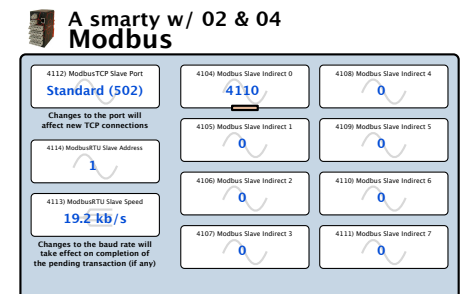 A smarty w/ 02 & 04
Modbus
4112) ModbusTCP Slave Port
Standard (502)
Changes to the port will
affect new TCP connections
4114) ModbusRTU Slave Address
1
4113) ModbusRTU Slave Speed
19.2 kb/s
Changes to the baud rate will
take effect on completion of
the pending transaction (if any)
4104) Modbus Slave Indirect 0
4110
4105) Modbus Slave Indirect 1
0
4106) Modbus Slave Indirect 2
0
4107) Modbus Slave Indirect 3
0
4108) Modbus Slave Indirect 4
0
4109) Modbus Slave Indirect 5
0
4110) Modbus Slave Indirect 6
0
4111) Modbus Slave Indirect 7
0